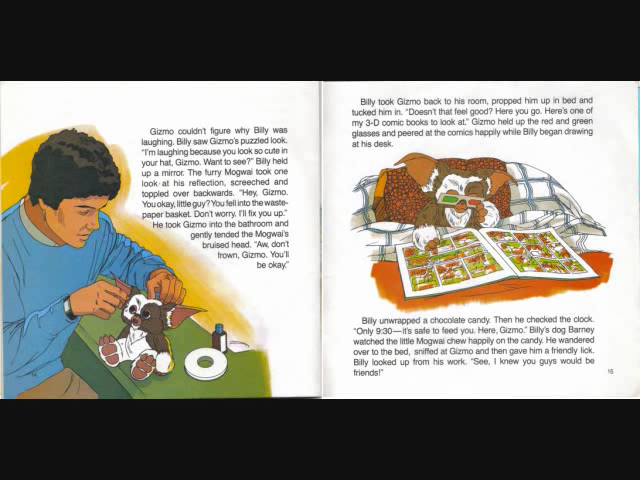 Gizmo couldn't figure why Billy was
laughing. Billy saw Gizmo's puzzled look.
"I'm laughing because you look so cute in
your hat, Gizmo. Want to see?" Billy held
up a mirror. The furry Mogwai took one
look at his reflection, screeched and
toppled over backwards. "Hey, Gizmo.
You okay, little guy? You fell into the waste-
paper basket. Don't worry. I'll fix you up."
He took Gizmo into the bathroom and
gently tended the Mogwai's
bruised head. "Aw, don't
frown, Gizmo. You'll
be okay."
Billy took Gizmo back to his room, propped him up in bed and
tucked him in. "Doesn't that feel good? Here you go. Here's one of
my 3-D comic books to look at." Gizmo held up the red and green
glasses and peered at the comics happily while Billy began drawing
at his desk.
Billy unwrapped a chocolate candy. Then he checked the clock.
"Only 9:30—it's safe to feed you. Here, Gizmo." Billy's dog Barney
watched the little Mogwai chew happily on the candy. He wandered
over to the bed, sniffed at Gizmo and then gave him a friendly lick.
Billy looked up from his work. "See, I knew you guys would be
friends!"
15